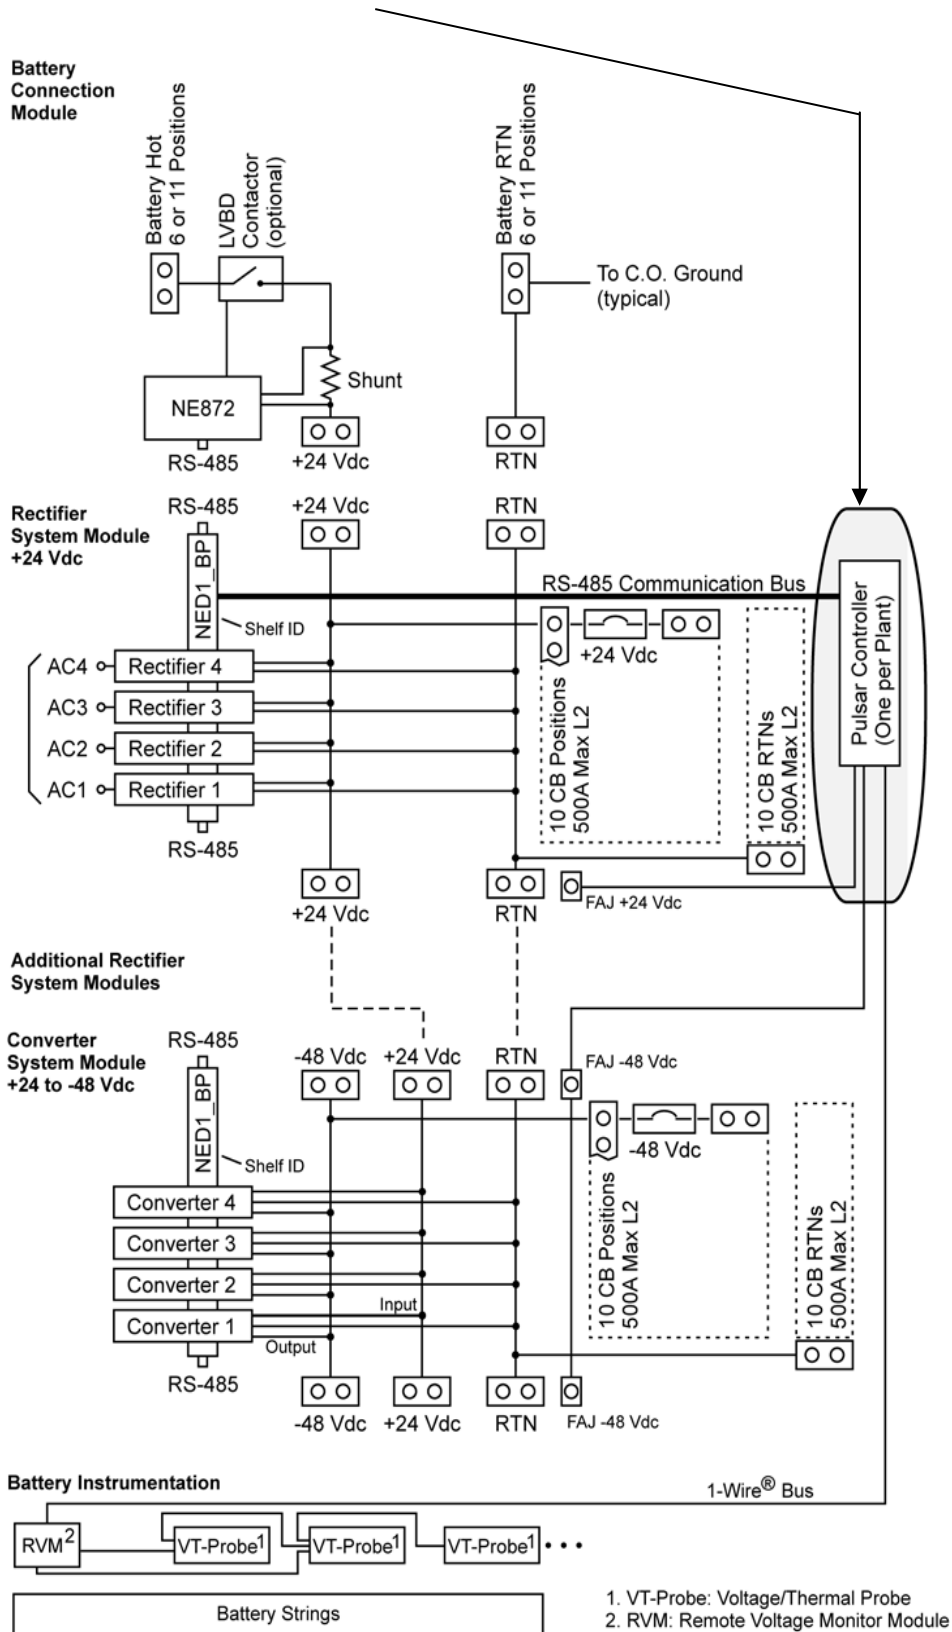 Battery
Connection
Module
Battery Hot
6 or 11 Positions
LVBD
Contactor
(optional)
Battery RTN
6 or 11 Positions
To C.O. Ground
(typical)
Shunt
NE872
RS-485
+24 Vdc
RTN
Rectifier
System Module
+24 Vdc
RS-485
+24 Vdc
RTN
NED1_BP
Shelf ID
RS-485 Communication Bus
+24 Vdc
Pulsar Controller
(One per Plant)
AC4
Rectifier 4
AC3
Rectifier 3
AC2
Rectifier 2
AC1
Rectifier 1
10 CB Positions
500A Max L2
10 CB RTNs
500A Max L2
RS-485
+24 Vdc
RTN
FAJ +24 Vdc
Additional Rectifier
System Modules
Converter
System Module
+24 to -48 Vdc
RS-485
-48 Vdc
+24 Vdc
RTN
FAJ -48 Vdc
NED1_BP
Shelf ID
-48 Vdc
Converter 4
Converter 3
Converter 2
Converter 1
Input
Output
10 CB Positions
500A Max L2
10 CB RTNs
500A Max L2
RS-485
-48 Vdc
+24 Vdc
RTN
FAJ -48 Vdc
Battery Instrumentation
1-Wire® Bus
RVM2
VT-Probe1
VT-Probe1
VT-Probe1
• • •
Battery Strings
1. VT-Probe: Voltage/Thermal Probe
2. RVM: Remote Voltage Monitor Module